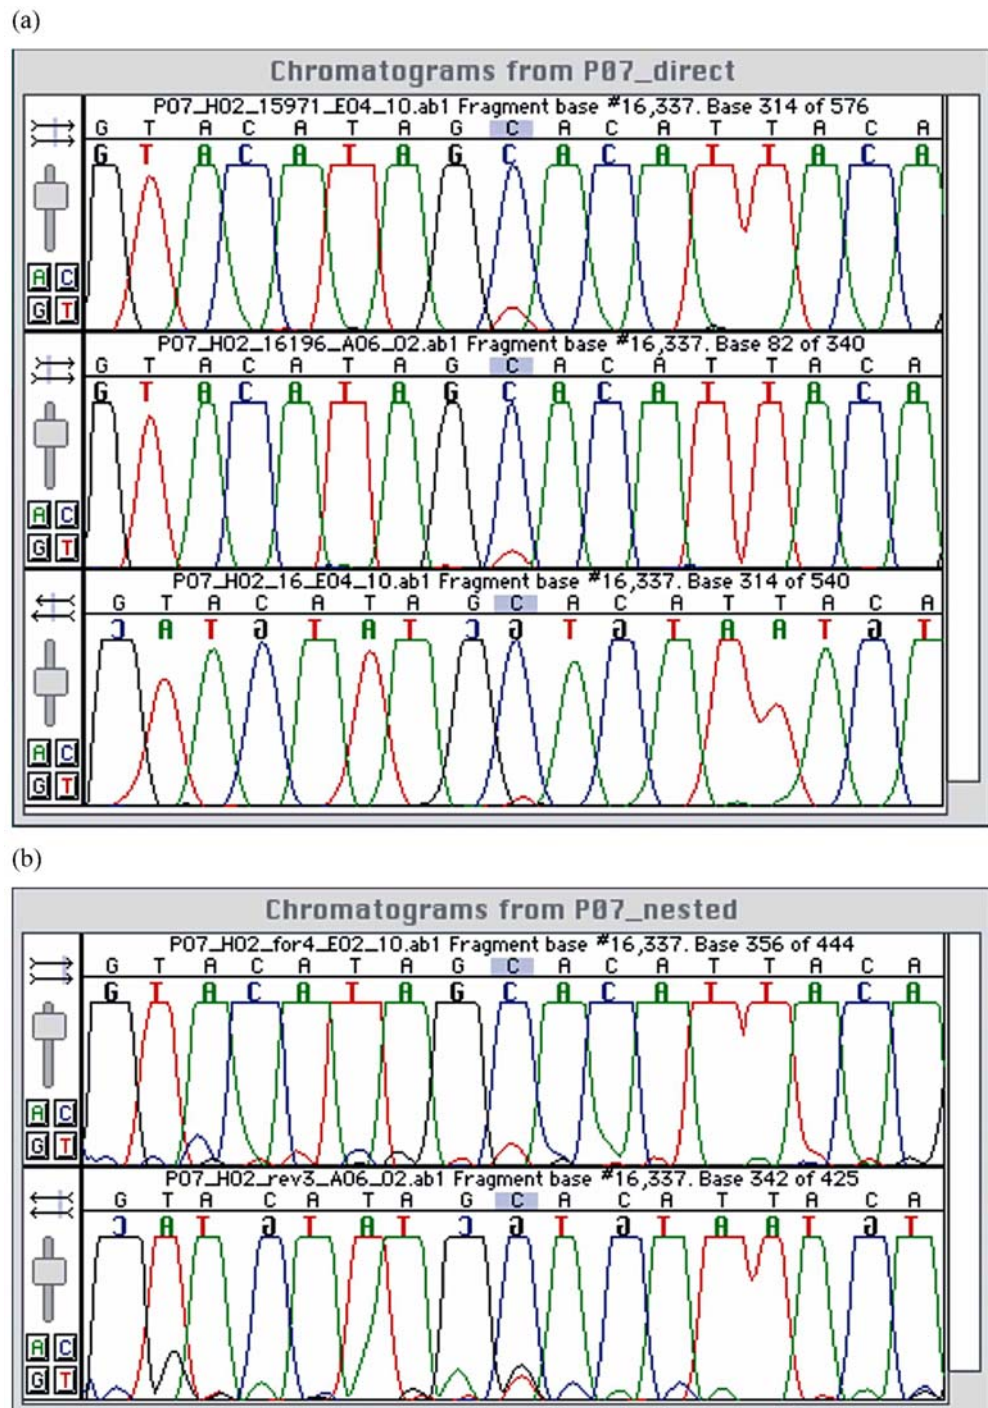 (a)
Chromatograms from P07_direct
P07_H02_15971_E04_10.ab1 Fragment base #16,337. Base 314 of 576
G T A C A T A G C A C A T T A C A
G T A C A T A G C A C A T T A C A
A C
G T
P07_H02_16196_A06_02.ab1 Fragment base #16,337. Base 82 of 340
G T A C A T A G C A C A T T A C A
G T A C A T A G C A C A T T A C A
A C
G T
P07_H02_16_E04_10.ab1 Fragment base #16,337. Base 314 of 540
G T A C A T A G C A C A T T A C A
C A T G T A T C G T G T A A T G T
A C
G T
(b)
Chromatograms from P07_nested
P07_H02_for4_E02_10.ab1 Fragment base #16,337. Base 356 of 444
G T A C A T A G C A C A T T A C A
G T A C A T A G C A C A T T A C A
A C
G T
P07_H02_rev3_A06_02.ab1 Fragment base #16,337. Base 342 of 425
G T A C A T A G C A C A T T A C A
C A T G T A T C G T G T A A T G T
A C
G T